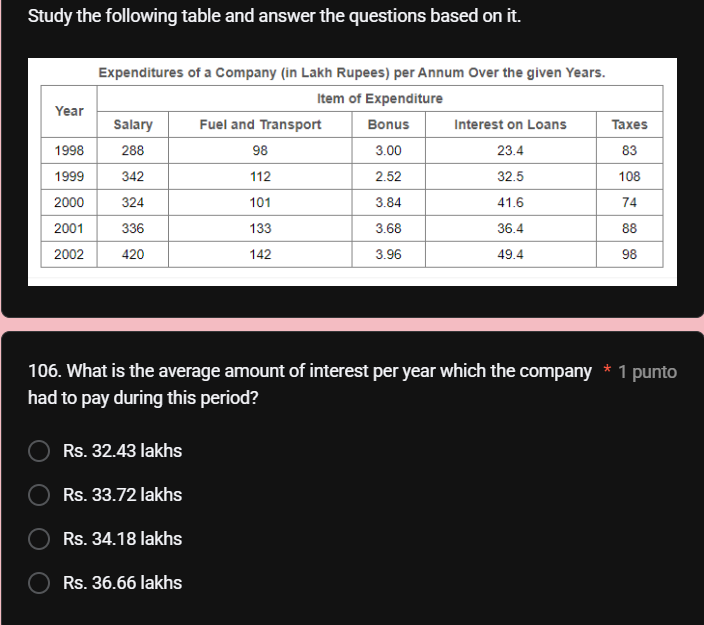 Study the following table and answer the questions based on it.
Expenditures of a Company (in Lakh Rupees) per Annum Over the given Years.
Year
Item of Expenditure
Salary Fuel and Transport Bonus Interest on Loans Taxes
1998 288 98 3.00 23.4 83
1999 342 112 2.52 32.5 108
2000 324 101 3.84 41.6 74
2001 336 133 3.68 36.4 88
2002 420 142 3.96 49.4 98
106. What is the average amount of interest per year which the company * 1 punto
had to pay during this period?
Rs. 32.43 lakhs
Rs. 33.72 lakhs
Rs. 34.18 lakhs
Rs. 36.66 lakhs